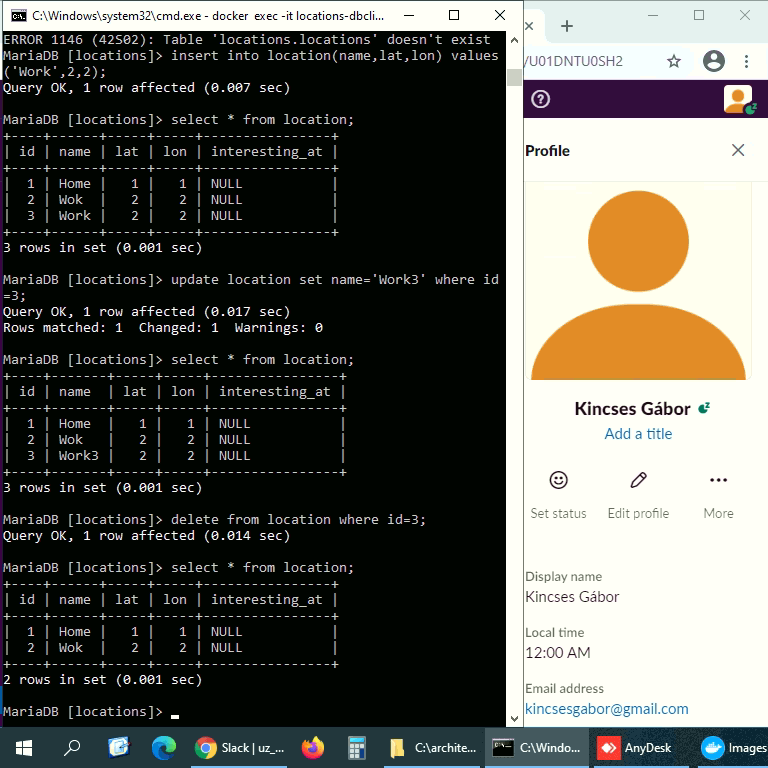 C:\Windows\system32\cmd.exe - docker exec -it locations-dbcli...
ERROR 1146 (42S02): Table 'locations.locations' doesn't exist
MariaDB [locations]> insert into location(name,lat,lon) values
('Work',2,2);
Query OK, 1 row affected (0.007 sec)
MariaDB [locations]> select * from location;
+----+------+-----+-----+----------------+
| id | name | lat | lon | interesting_at |
+----+------+-----+-----+----------------+
|  1 | Home |   1 |   1 | NULL           |
|  2 | Wok  |   2 |   2 | NULL           |
|  3 | Work |   2 |   2 | NULL           |
+----+------+-----+-----+----------------+
3 rows in set (0.001 sec)
MariaDB [locations]> update location set name='Work3' where id
=3;
Query OK, 1 row affected (0.017 sec)
Rows matched: 1  Changed: 1  Warnings: 0
MariaDB [locations]> select * from location;
+----+-------+-----+-----+----------------+
| id | name  | lat | lon | interesting_at |
+----+-------+-----+-----+----------------+
|  1 | Home  |   1 |   1 | NULL           |
|  2 | Wok   |   2 |   2 | NULL           |
|  3 | Work3 |   2 |   2 | NULL           |
+----+-------+-----+-----+----------------+
3 rows in set (0.001 sec)
MariaDB [locations]> delete from location where id=3;
Query OK, 1 row affected (0.014 sec)
MariaDB [locations]> select * from location;
+----+------+-----+-----+----------------+
| id | name | lat | lon | interesting_at |
+----+------+-----+-----+----------------+
|  1 | Home |   1 |   1 | NULL           |
|  2 | Wok  |   2 |   2 | NULL           |
+----+------+-----+-----+----------------+
2 rows in set (0.001 sec)
MariaDB [locations]>
/U01DNTU0SH2
Profile
Kincses Gábor
Add a title
Set status
Edit profile
More
Display name
Kincses Gábor
Local time
12:00 AM
Email address
kincsesgabor@gmail.com
Slack | uz_...
C:\archite...
C:\Windo...
AnyDesk
Images